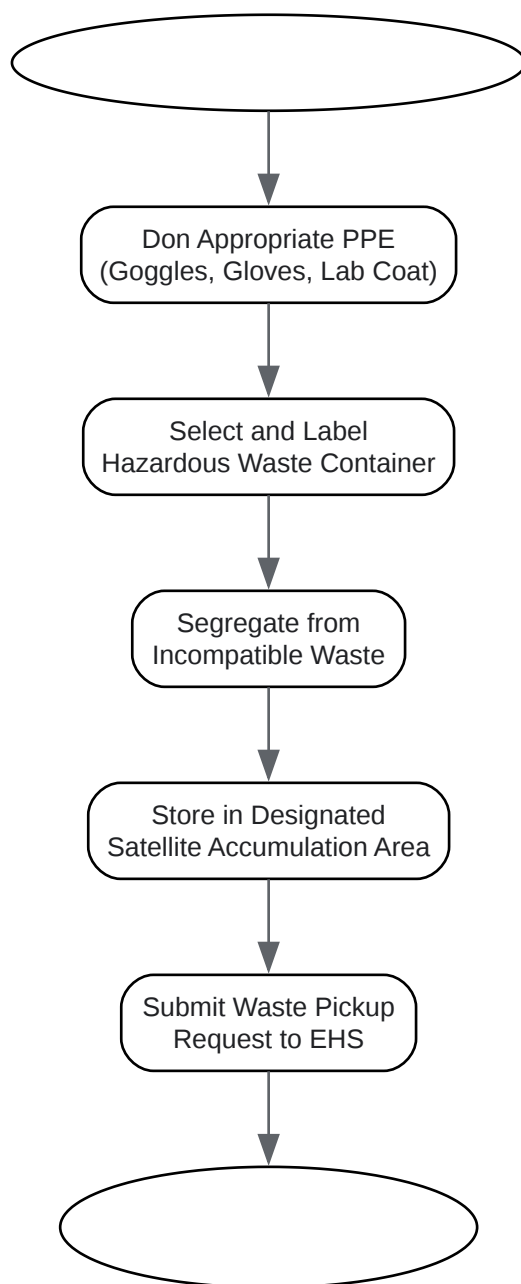 Don Appropriate PPE
(Goggles, Gloves, Lab Coat)
Select and Label
Hazardous Waste Container
Segregate from
Incompatible Waste
Store in Designated
Satellite Accumulation Area
Submit Waste Pickup
Request to EHS